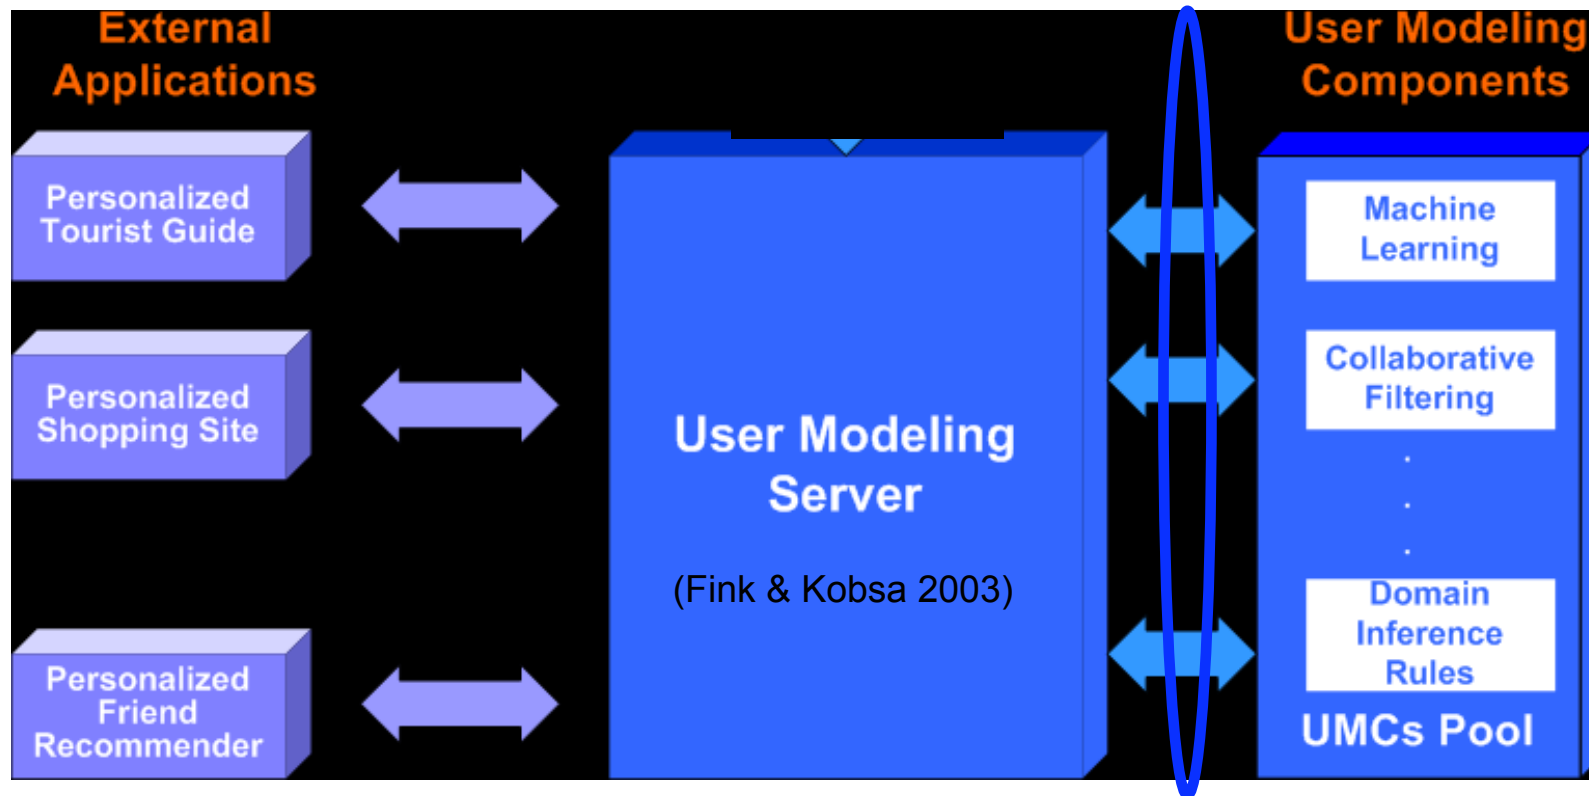 External
Applications
Personalized
Tourist Guide
Personalized
Shopping Site
Personalized
Friend
Recommender
User Modeling
Server
(Fink & Kobsa 2003)
User Modeling
Components
Machine
Learning
Collaborative
Filtering
.
.
.
Domain
Inference
Rules
UMCs Pool